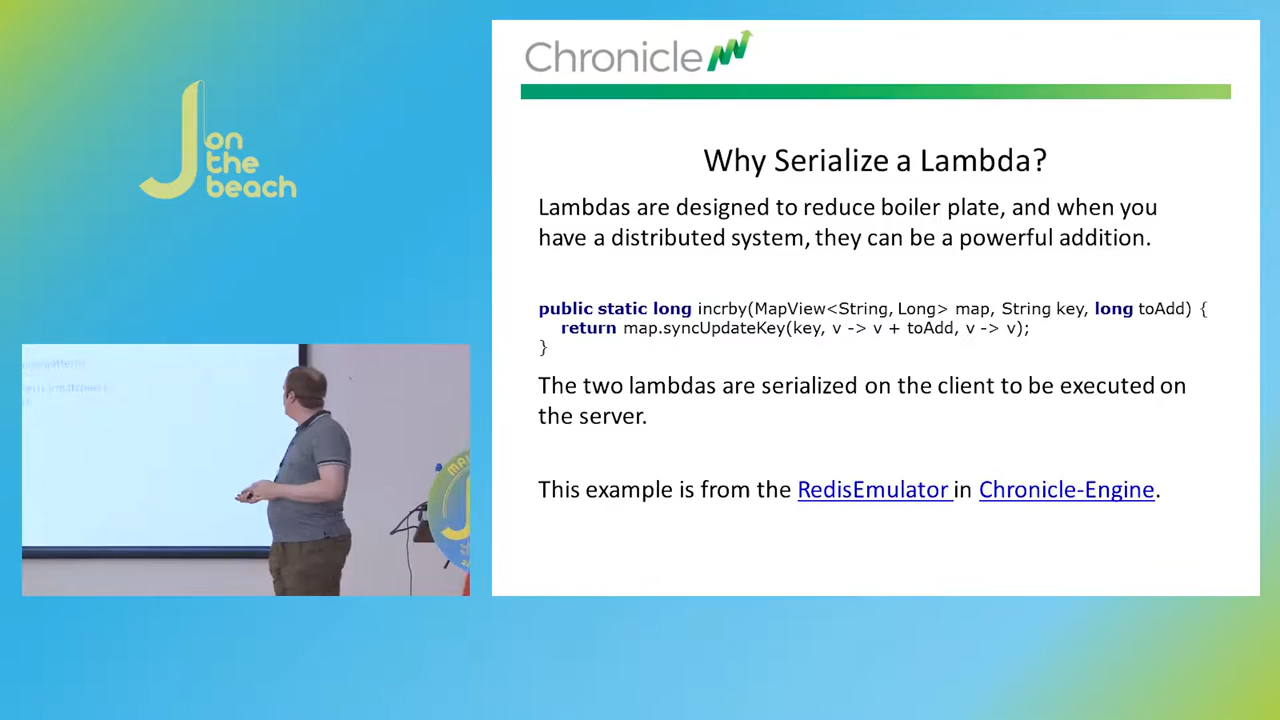 J on
the
beach
Chronicle
Why Serialize a Lambda?
Lambdas are designed to reduce boiler plate, and when you
have a distributed system, they can be a powerful addition.
public static long incrby(MapView<String, Long> map, String key, long toAdd) {
return map.syncUpdateKey(key, v -> v + toAdd, v -> v);
}
The two lambdas are serialized on the client to be executed on
the server.
This example is from the RedisEmulator in Chronicle-Engine.